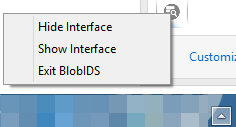 Hide Interface
Show Interface
Exit BlobIDS
Customiz